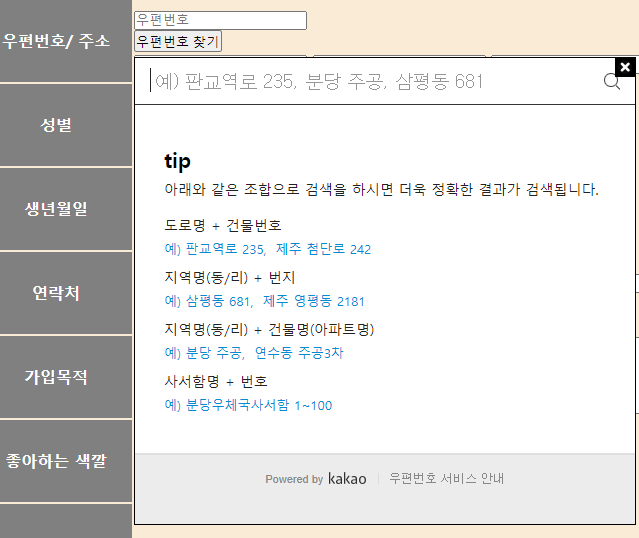 우편번호/ 주소
우편번호
우편번호 찾기
예) 판교역로 235, 분당 주공, 삼평동 681
성별
tip
아래와 같은 조합으로 검색을 하시면 더욱 정확한 결과가 검색됩니다.
생년월일
도로명 + 건물번호
예) 판교역로 235, 제주 첨단로 242
연락처
지역명(동/리) + 번지
예) 삼평동 681, 제주 영평동 2181
지역명(동/리) + 건물명(아파트명)
예) 분당 주공, 연수동 주공3차
가입목적
사서함명 + 번호
예) 분당우체국사서함 1~100
좋아하는 색깔
Powered by kakao 우편번호 서비스 안내